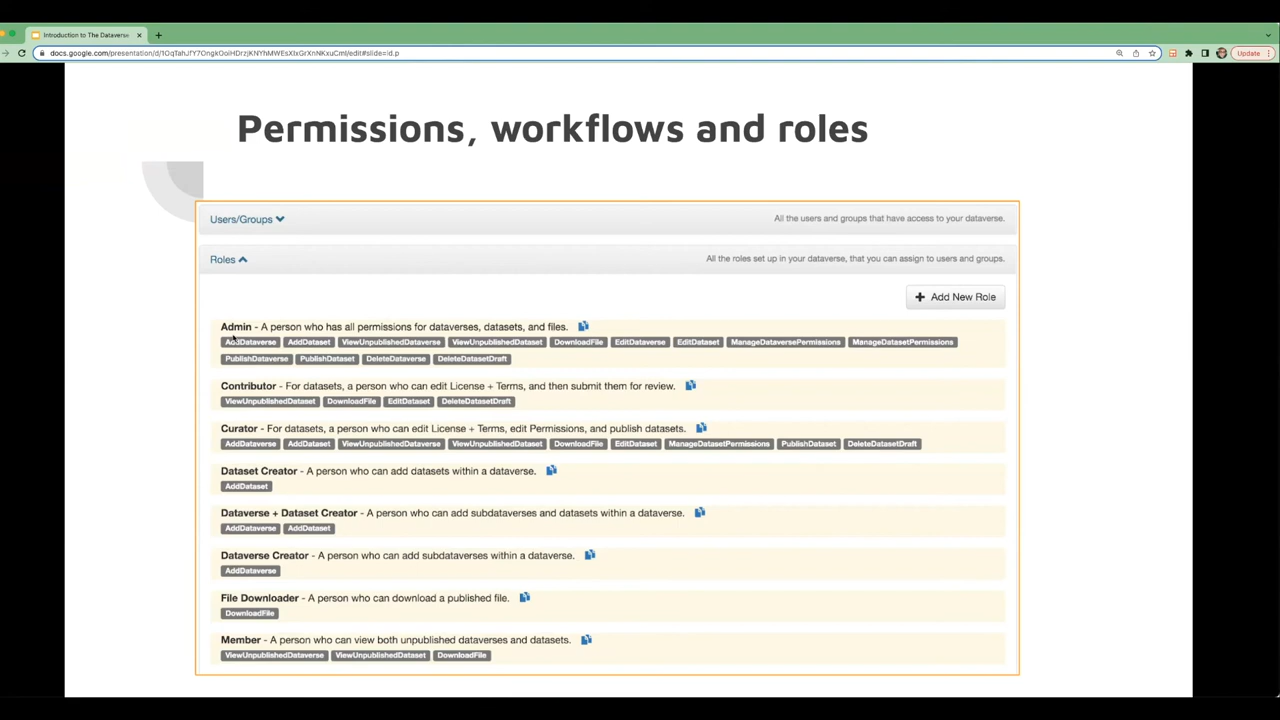 Introduction to The Dataverse
docs.google.com/presentation/d/1OqTahJfY7OngkOoiHDrzjKNYhMWEsXIxGrXnNKxuCmI/edit#slide=id.p
Update
Permissions, workflows and roles
Users/Groups
All the users and groups that have access to your dataverse.
Roles
All the roles set up in your dataverse, that you can assign to users and groups.
Add New Role
Admin - A person who has all permissions for dataverses, datasets, and files.
AddDataverse AddDataset ViewUnpublishedDataverse ViewUnpublishedDataset DownloadFile EditDataverse EditDataset ManageDataversePermissions ManageDatasetPermissions
PublishDataverse PublishDataset DeleteDataverse DeleteDatasetDraft
Contributor - For datasets, a person who can edit License + Terms, and then submit them for review.
ViewUnpublishedDataset DownloadFile EditDataset DeleteDatasetDraft
Curator - For datasets, a person who can edit License + Terms, edit Permissions, and publish datasets.
AddDataverse AddDataset ViewUnpublishedDataverse ViewUnpublishedDataset DownloadFile EditDataset ManageDatasetPermissions PublishDataset DeleteDatasetDraft
Dataset Creator - A person who can add datasets within a dataverse.
AddDataset
Dataverse + Dataset Creator - A person who can add subdataverses and datasets within a dataverse.
AddDataverse AddDataset
Dataverse Creator - A person who can add subdataverses within a dataverse.
AddDataverse
File Downloader - A person who can download a published file.
DownloadFile
Member - A person who can view both unpublished dataverses and datasets.
ViewUnpublishedDataverse ViewUnpublishedDataset DownloadFile